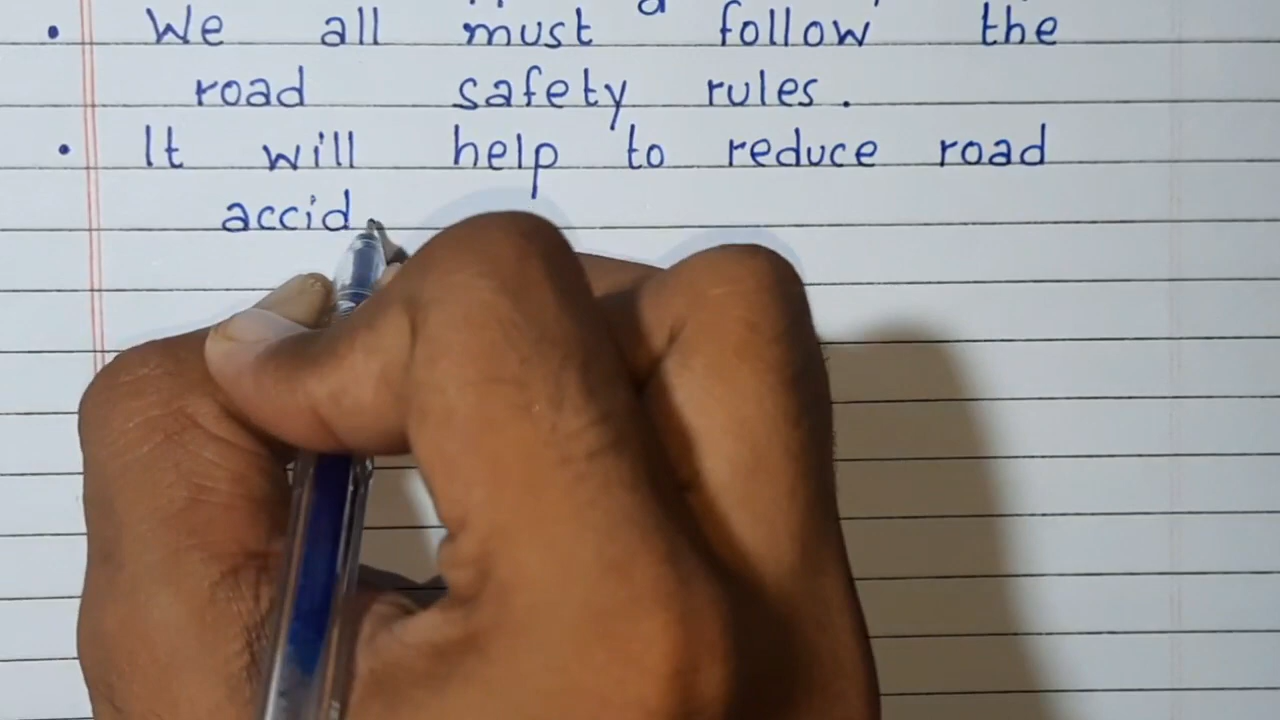 • We all must follow the
road safety rules.
• It will help to reduce road
accid